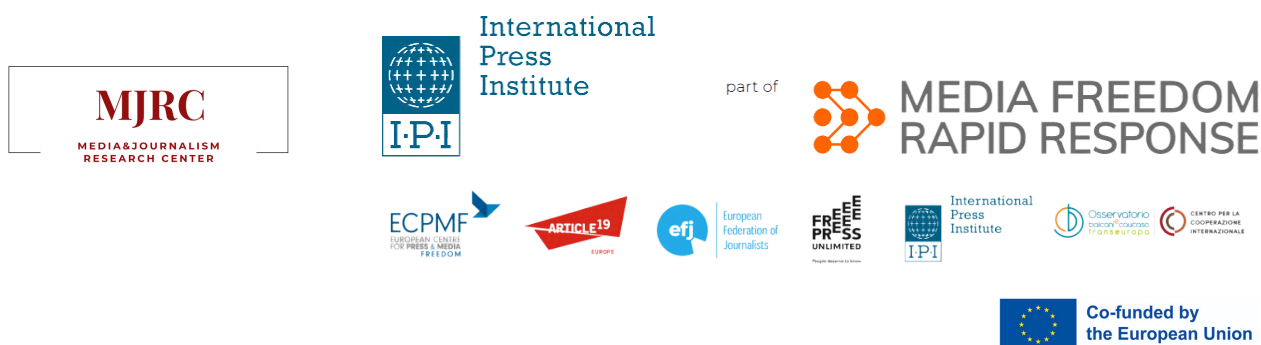 MJRC
MEDIA&JOURNALISM
RESEARCH CENTER
International
Press
Institute
I·P·I
part of
MEDIA FREEDOM
RAPID RESPONSE
ECPMF
EUROPEAN CENTRE
FOR PRESS & MEDIA
FREEDOM
ARTICLE 19
EUROPE
efj
European
Federation of
Journalists
FREEEE
PRESS
UNLIMITED
People deserve to know
International
Press
Institute
I·P·I
Osservatorio
balcani e caucaso
transeuropa
CENTRO PER LA
COOPERAZIONE
INTERNAZIONALE
Co-funded by
the European Union